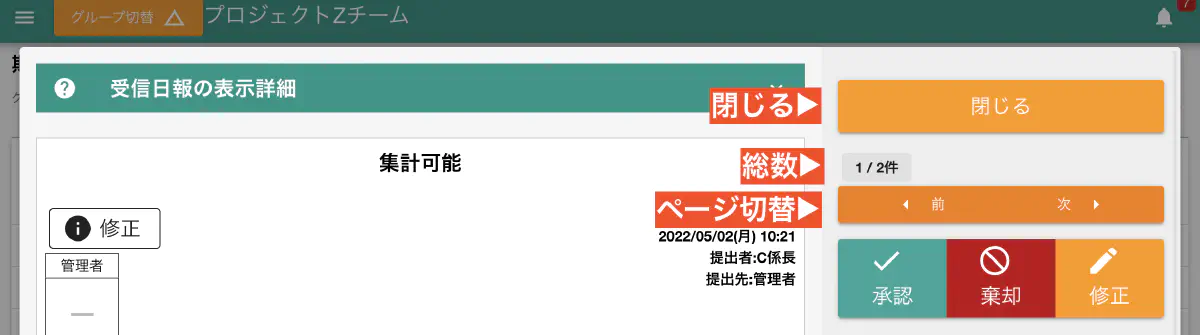 グループ切替
プロジェクトZチーム
7
受信日報の表示詳細
閉じる
閉じる
集計可能
総数
1 / 2件
ページ切替
前
次
修正
2022/05/02(月) 10:21
提出者:C係長
提出先:管理者
管理者
承認
棄却
修正